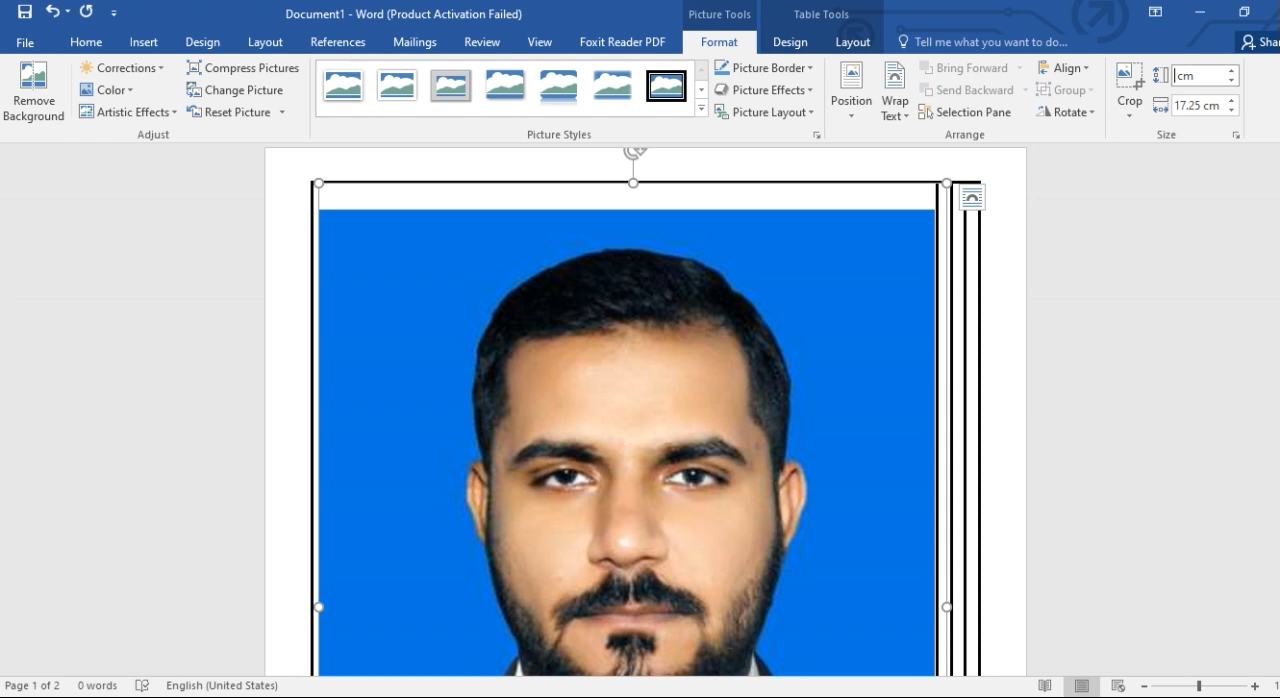 Document1 - Word (Product Activation Failed)
Picture Tools
Table Tools
File Home Insert Design Layout References Mailings Review View Foxit Reader PDF Format Design Layout Tell me what you want to do...
Remove Background
Corrections
Color
Artistic Effects
Compress Pictures
Change Picture
Reset Picture
Adjust
Picture Styles
Picture Border
Picture Effects
Picture Layout
Position
Wrap Text
Bring Forward
Send Backward
Selection Pane
Align
Group
Rotate
Arrange
Crop
cm
17.25 cm
Size
Page 1 of 2 0 words English (United States)